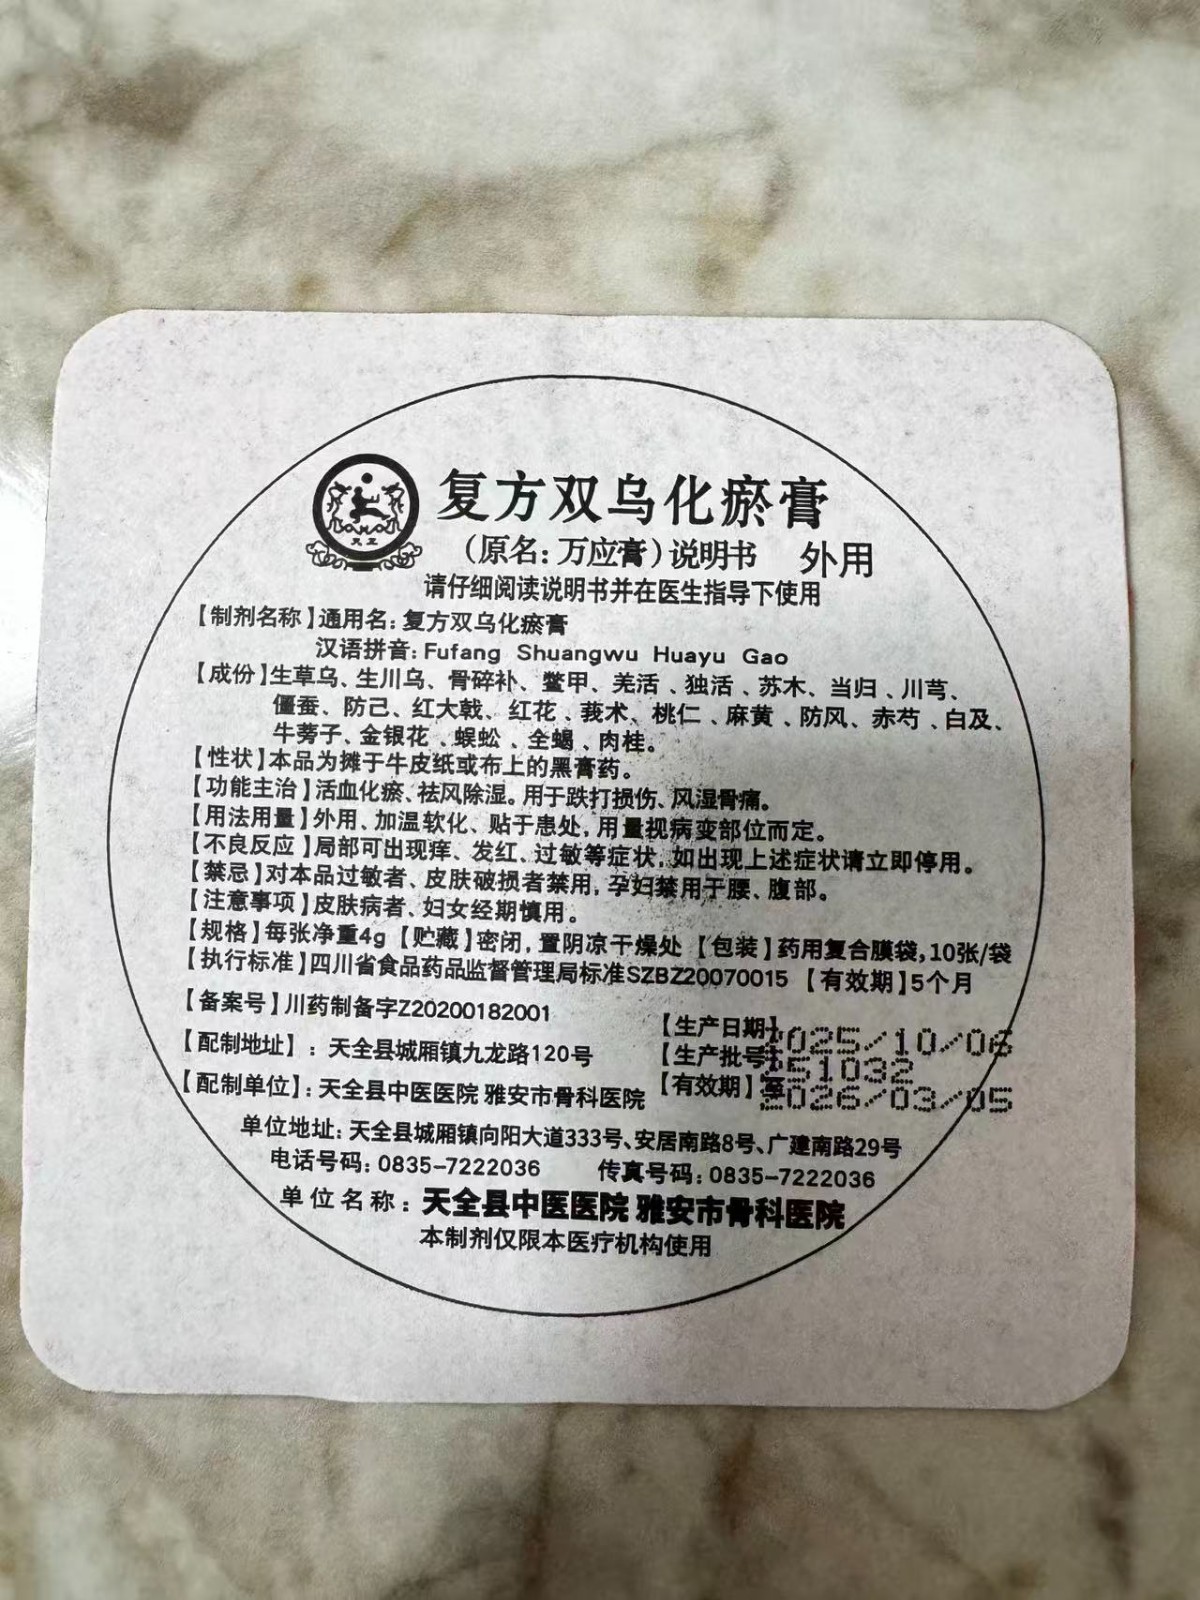 复方双乌化瘀膏
(原名：万应膏)说明书 外用
请仔细阅读说明书并在医生指导下使用
【制剂名称】通用名：复方双乌化瘀膏
汉语拼音：Fufang Shuangwu Huayu Gao
【成份】生草乌、生川乌、骨碎补、鳖甲、羌活、独活、苏木、当归、川芎、
僵蚕、防己、红大戟、红花、莪术、桃仁、麻黄、防风、赤芍、白及、
牛蒡子、金银花、蜈蚣、全蝎、肉桂。
【性状】本品为摊于牛皮纸或布上的黑膏药。
【功能主治】活血化瘀、祛风除湿。用于跌打损伤、风湿骨痛。
【用法用量】外用、加温软化、贴于患处，用量视病变部位而定。
【不良反应】局部可出现痒、发红、过敏等症状，如出现上述症状请立即停用。
【禁忌】对本品过敏者、皮肤破损者禁用，孕妇禁用于腰、腹部。
【注意事项】皮肤病者、妇女经期慎用。
【规格】每张净重4g【贮藏】密闭，置阴凉干燥处【包装】药用复合膜袋，10张/袋
【执行标准】四川省食品药品监督管理局标准SZBZ20070015【有效期】5个月
【备案号】川药制备字Z20200182001
【生产日期】2025/10/06
【配制地址】：天全县城厢镇九龙路120号
【生产批号】251032
【配制单位】：天全县中医医院 雅安市骨科医院
【有效期】至2026/03/05
单位地址：天全县城厢镇向阳大道333号、安居南路8号、广建南路29号
电话号码：0835-7222036 传真号码：0835-7222036
单位名称：天全县中医医院 雅安市骨科医院
本制剂仅限本医疗机构使用